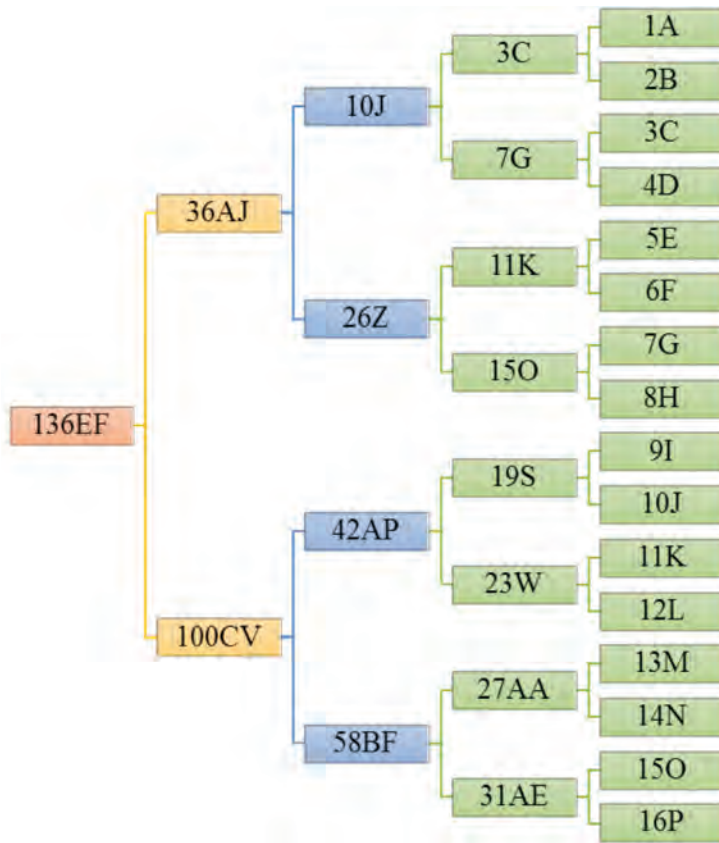 1A
3C
2B
10J
3C
7G
4D
36AJ
5E
11K
6F
26Z
7G
15O
8H
136EF
9I
19S
10J
42AP
11K
23W
12L
100CV
13M
27AA
14N
58BF
15O
31AE
16P